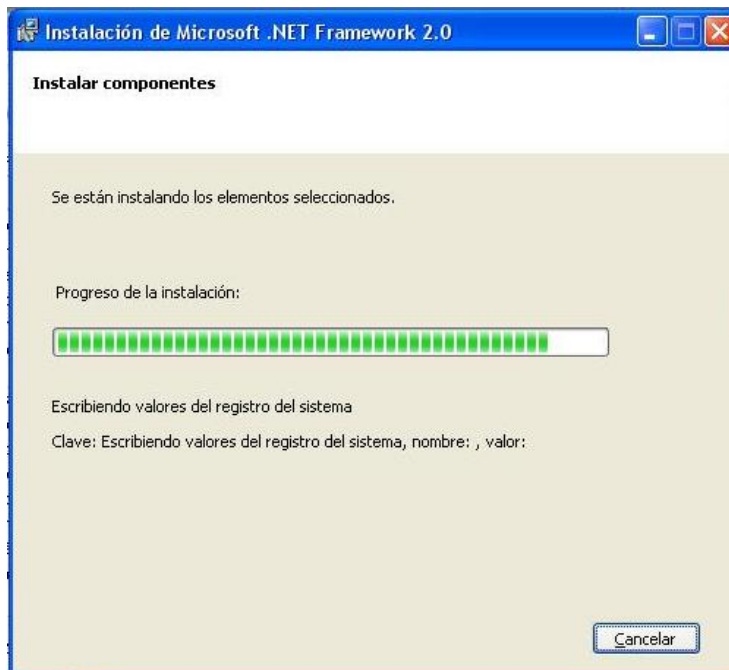 Instalación de Microsoft .NET Framework 2.0
Instalar componentes
Se están instalando los elementos seleccionados.
Progreso de la instalación:
Escribiendo valores del registro del sistema
Clave: Escribiendo valores del registro del sistema, nombre: , valor:
Cancelar